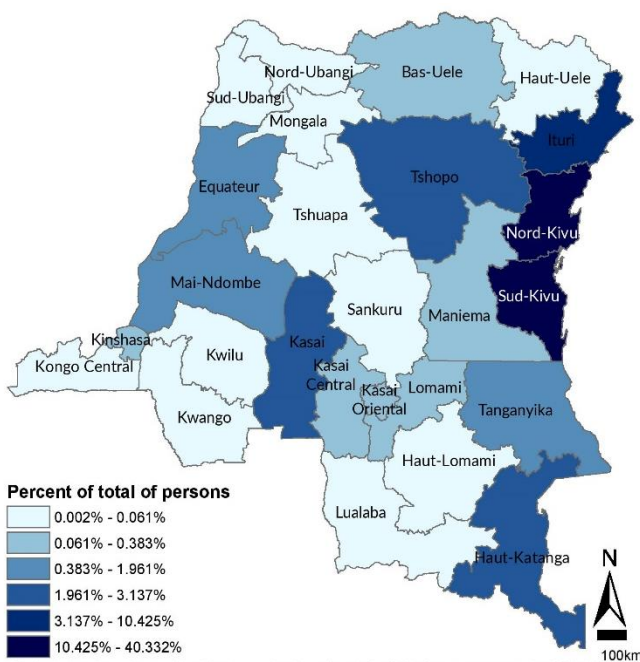 Nord-Ubangi
Bas-Uele
Haut-Uele
Sud-Ubangi
Mongala
Ituri
Equateur
Tshopo
Tshuapa
Nord-Kivu
Mai-Ndombe
Sankuru
Maniema
Sud-Kivu
Kinshasa
Kasai
Kongo Central
Kwilu
Kasai
Central
Kasai
Oriental
Lomami
Kwango
Tanganyika
Haut-Lomami
Lualaba
Haut-Katanga
Percent of total of persons
0.002% - 0.061%
0.061% - 0.383%
0.383% - 1.961%
1.961% - 3.137%
3.137% - 10.425%
10.425% - 40.332%
N
100km